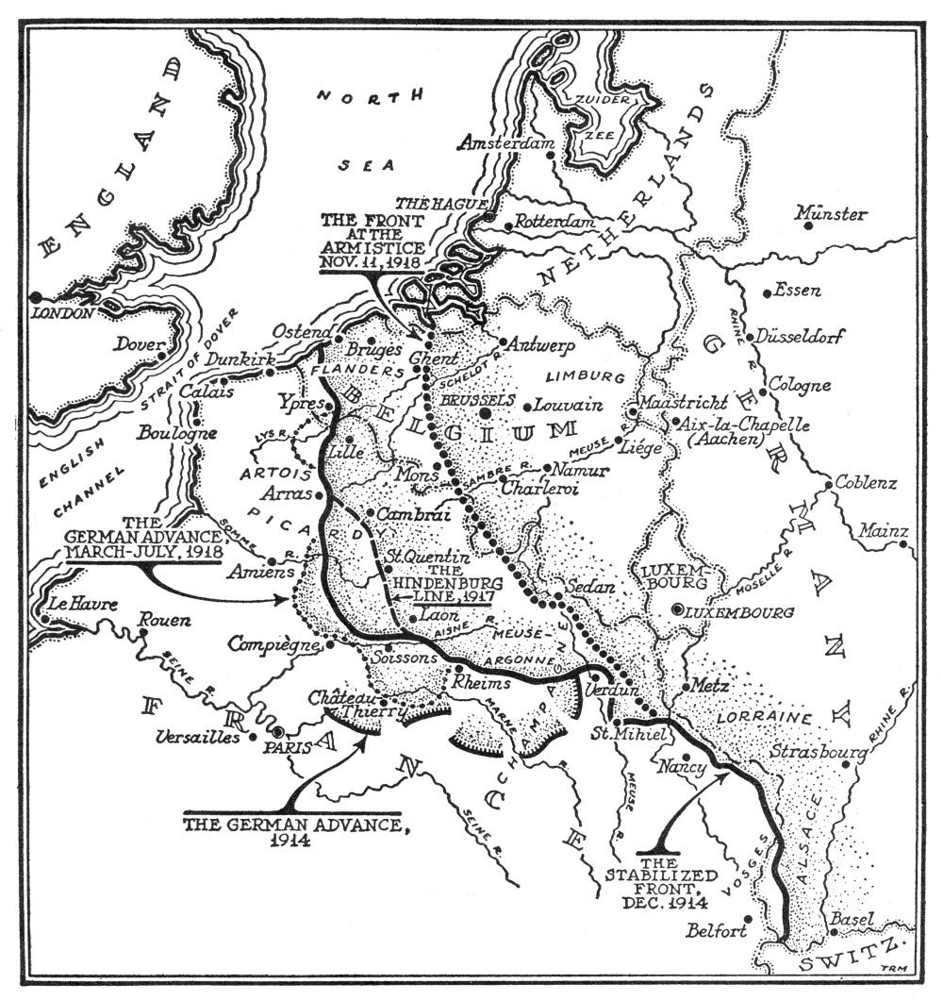 ENGLAND
NORTH
SEA
ZUIDER
ZEE
Amsterdam
NETHERLANDS
THE HAGUE
THE FRONT
AT THE
ARMISTICE
NOV. 11, 1918
Rotterdam
Münster
LONDON
Essen
RHINE R.
Dover
STRAIT OF DOVER
Ostend
Bruges
Antwerp
Düsseldorf
Dunkirk
FLANDERS
Ghent
SCHELDT R.
LIMBURG
GERMANY
Calais
Cologne
Ypres
BELGIUM
BRUSSELS
Louvain
Maastricht
Aix-la-Chapelle
(Aachen)
Boulogne
LYS R.
Lille
MEUSE R.
Liége
ENGLISH
CHANNEL
ARTOIS
Mons
SAMBRE R.
Namur
Charleroi
Arras
Coblenz
PICARDY
Cambrai
THE
GERMAN ADVANCE,
MARCH-JULY, 1918
SOMME R.
Mainz
Amiens
St. Quentin
THE
HINDENBURG
LINE, 1917
LUXEM-
BOURG
MOSELLE R.
Sedan
LUXEMBOURG
Le Havre
Rouen
Laon
AISNE R.
MEUSE-
ARGONNE
Compiègne
Soissons
SEINE R.
Rheims
Verdun
Metz
FRANCE
Château
Thierry
MARNE R.
CHAMPAGNE
LORRAINE
RHINE R.
Versailles
PARIS
St. Mihiel
Strasbourg
Nancy
MEUSE R.
THE GERMAN ADVANCE,
1914
SEINE R.
THE
STABILIZED
FRONT,
DEC. 1914
VOSGES
ALSACE
Belfort
Basel
SWITZ.
TRM